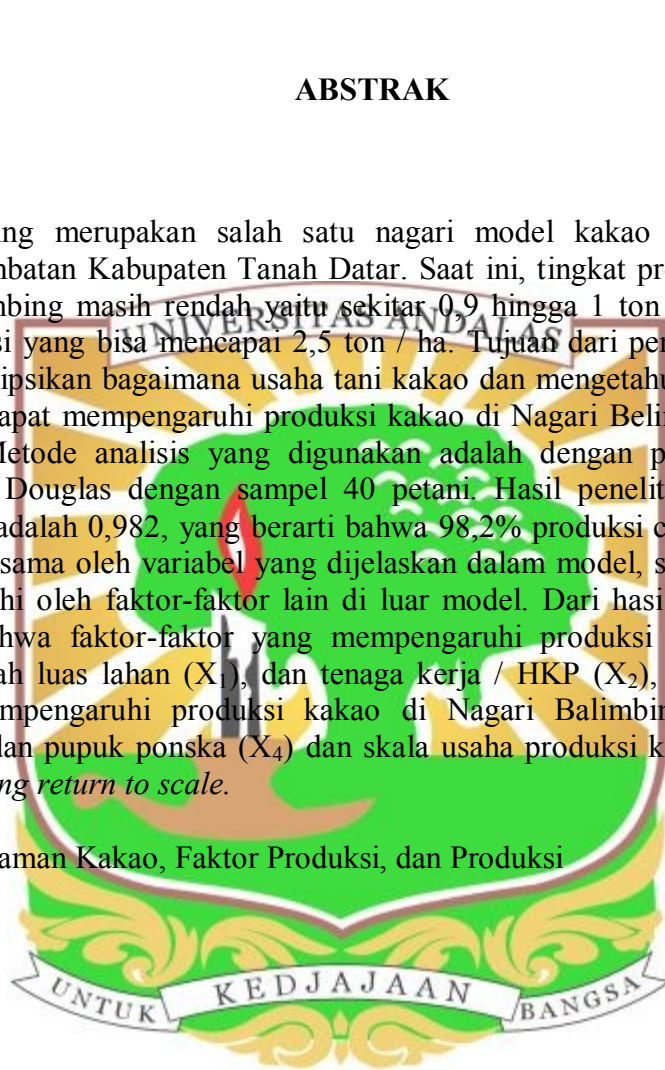 ABSTRAK
ing merupakan salah satu nagari model kakao
nbatan Kabupaten Tanah Datar. Saat ini, tingkat pro
nbing masih rendah yaitu sekitar 0,9 hingga 1 ton
si yang bisa mencapai 2,5 ton / ha. Tujuan dari pen
ipsikan bagaimana usaha tani kakao dan mengetahu
apat mempengaruhi produksi kakao di Nagari Beli
Metode analisis yang digunakan adalah dengan p
Douglas dengan sampel 40 petani. Hasil penelit
adalah 0,982, yang berarti bahwa 98,2% produksi c
sama oleh variabel yang dijelaskan dalam model, s
hi oleh faktor-faktor lain di luar model. Dari hasi
hwa faktor-faktor yang mempengaruhi produksi
ah luas lahan (X₁), dan tenaga kerja / HKP (X₂),
mpengaruhi produksi kakao di Nagari Balimbin
dan pupuk ponska (X₄) dan skala usaha produksi k
ng return to scale.
aman Kakao, Faktor Produksi, dan Produksi
UNIVERSITAS ANDALAS
UNTUK KEDJAJAAN BANGSA